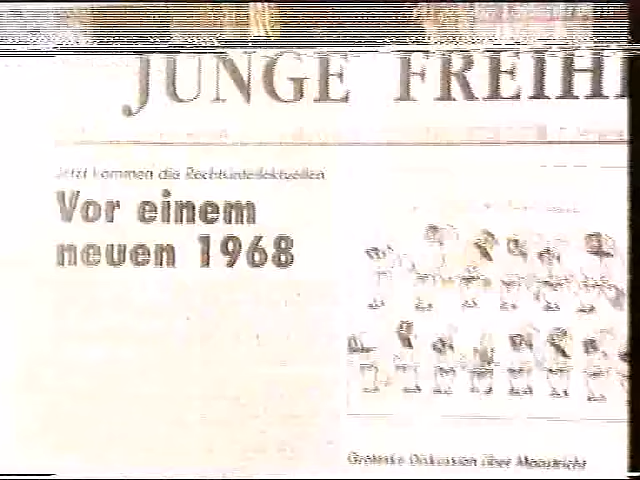 JUNGE FREIH
Jetzt kommen die Rechtsintellektuellen
Vor einem
neuen 1968
Groteske Diskussion über Maastricht